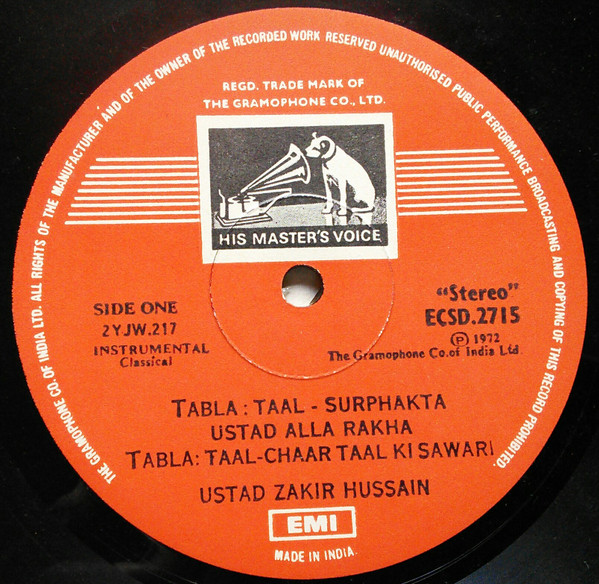 THE GRAMOPHONE CO. OF INDIA LTD. ALL RIGHTS OF THE MANUFACTURER AND OF THE OWNER OF THE RECORDED WORK RESERVED UNAUTHORISED PUBLIC PERFORMANCE BROADCASTING AND COPYING OF THIS RECORD PROHIBITED.
REGD. TRADE MARK OF
THE GRAMOPHONE CO., LTD.
HIS MASTER'S VOICE
SIDE ONE
2YJW.217
INSTRUMENTAL
Classical
"Stereo"
ECSD.2715
Ⓟ 1972
The Gramophone Co.of India Ltd
TABLA : TAAL - SURPHAKTA
USTAD ALLA RAKHA
TABLA: TAAL-CHAAR TAAL KI SAWARI
USTAD ZAKIR HUSSAIN
EMI
MADE IN INDIA.